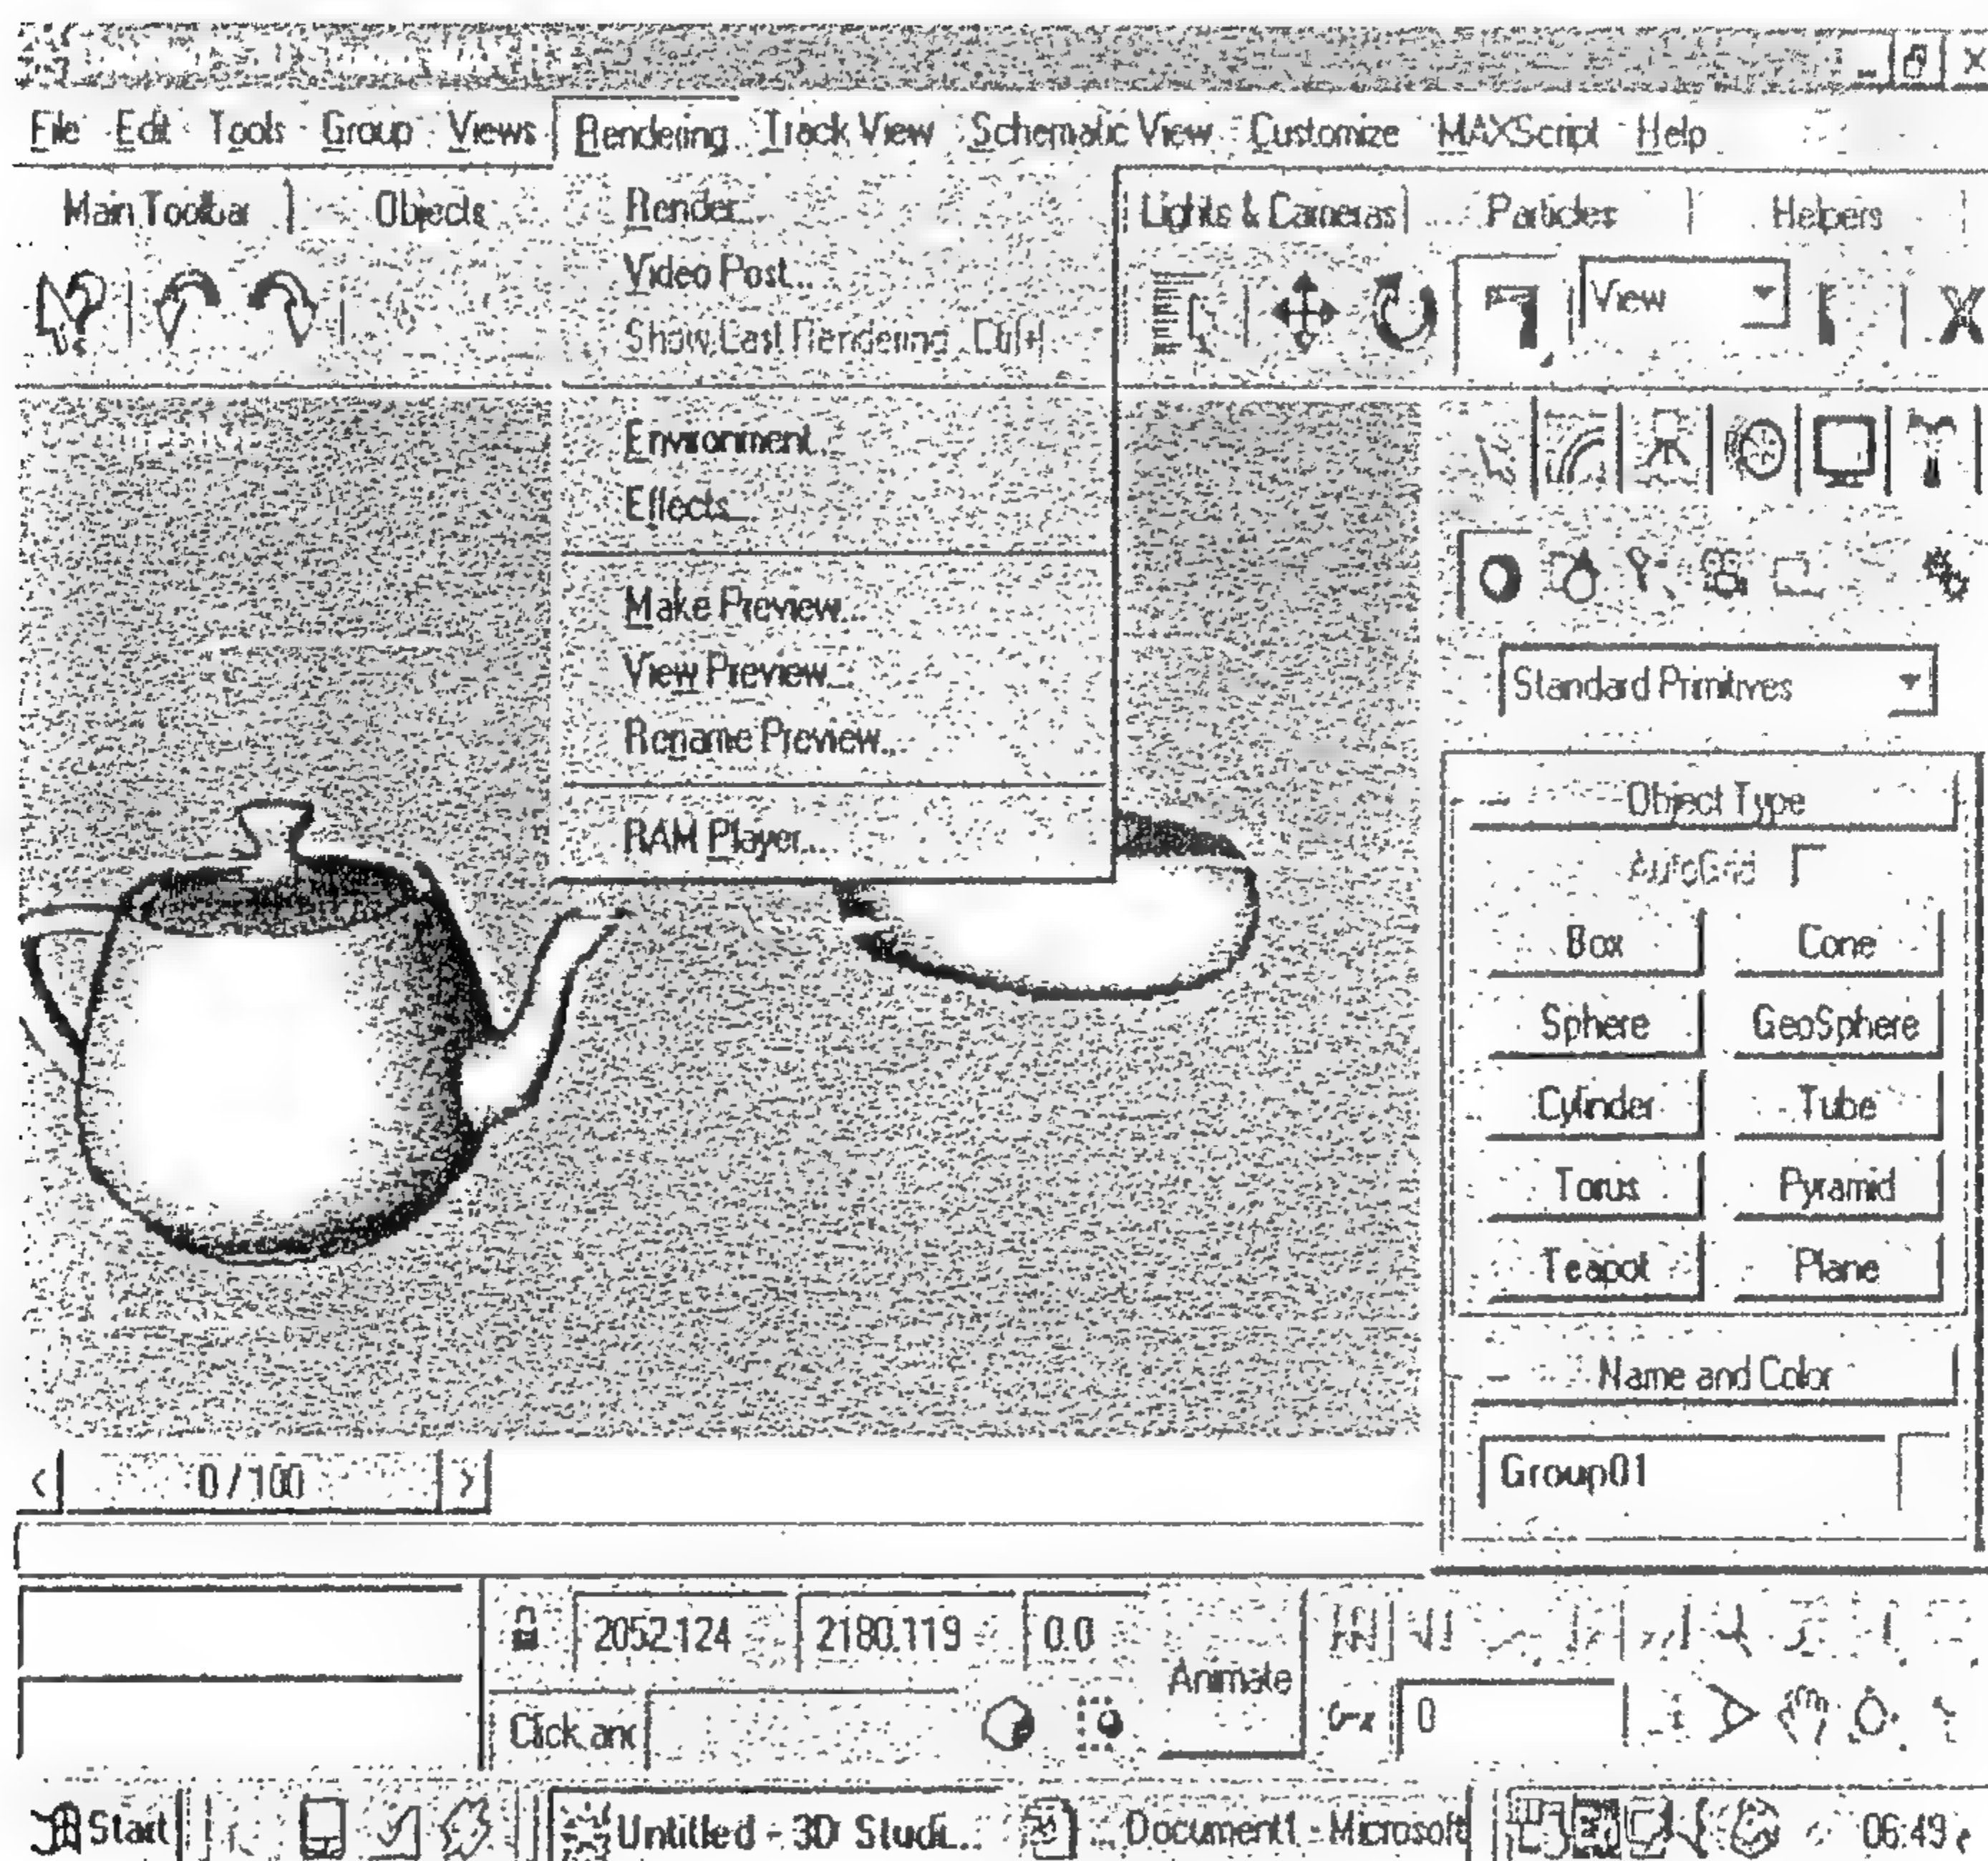 File Edit Tools Group Views Rendering Track View Schematic View Customize MAXScript Help
Main Toolbar Objects Lights & Cameras Particles Helpers
Render...
Video Post...
View
Show Last Rendering Ctrl+I
Environment...
Effects...
Make Preview...
View Preview...
Standard Primitives
Rename Preview...
Object Type
RAM Player...
AutoGrid
Box Cone
Sphere GeoSphere
Cylinder Tube
Torus Pyramid
Teapot Plane
Name and Color
Group01
0 / 100
2052.124 2180.119 0.0
Animate
Click and
0
Start Untitled - 3D Studi... Document1 - Microsoft 06:49